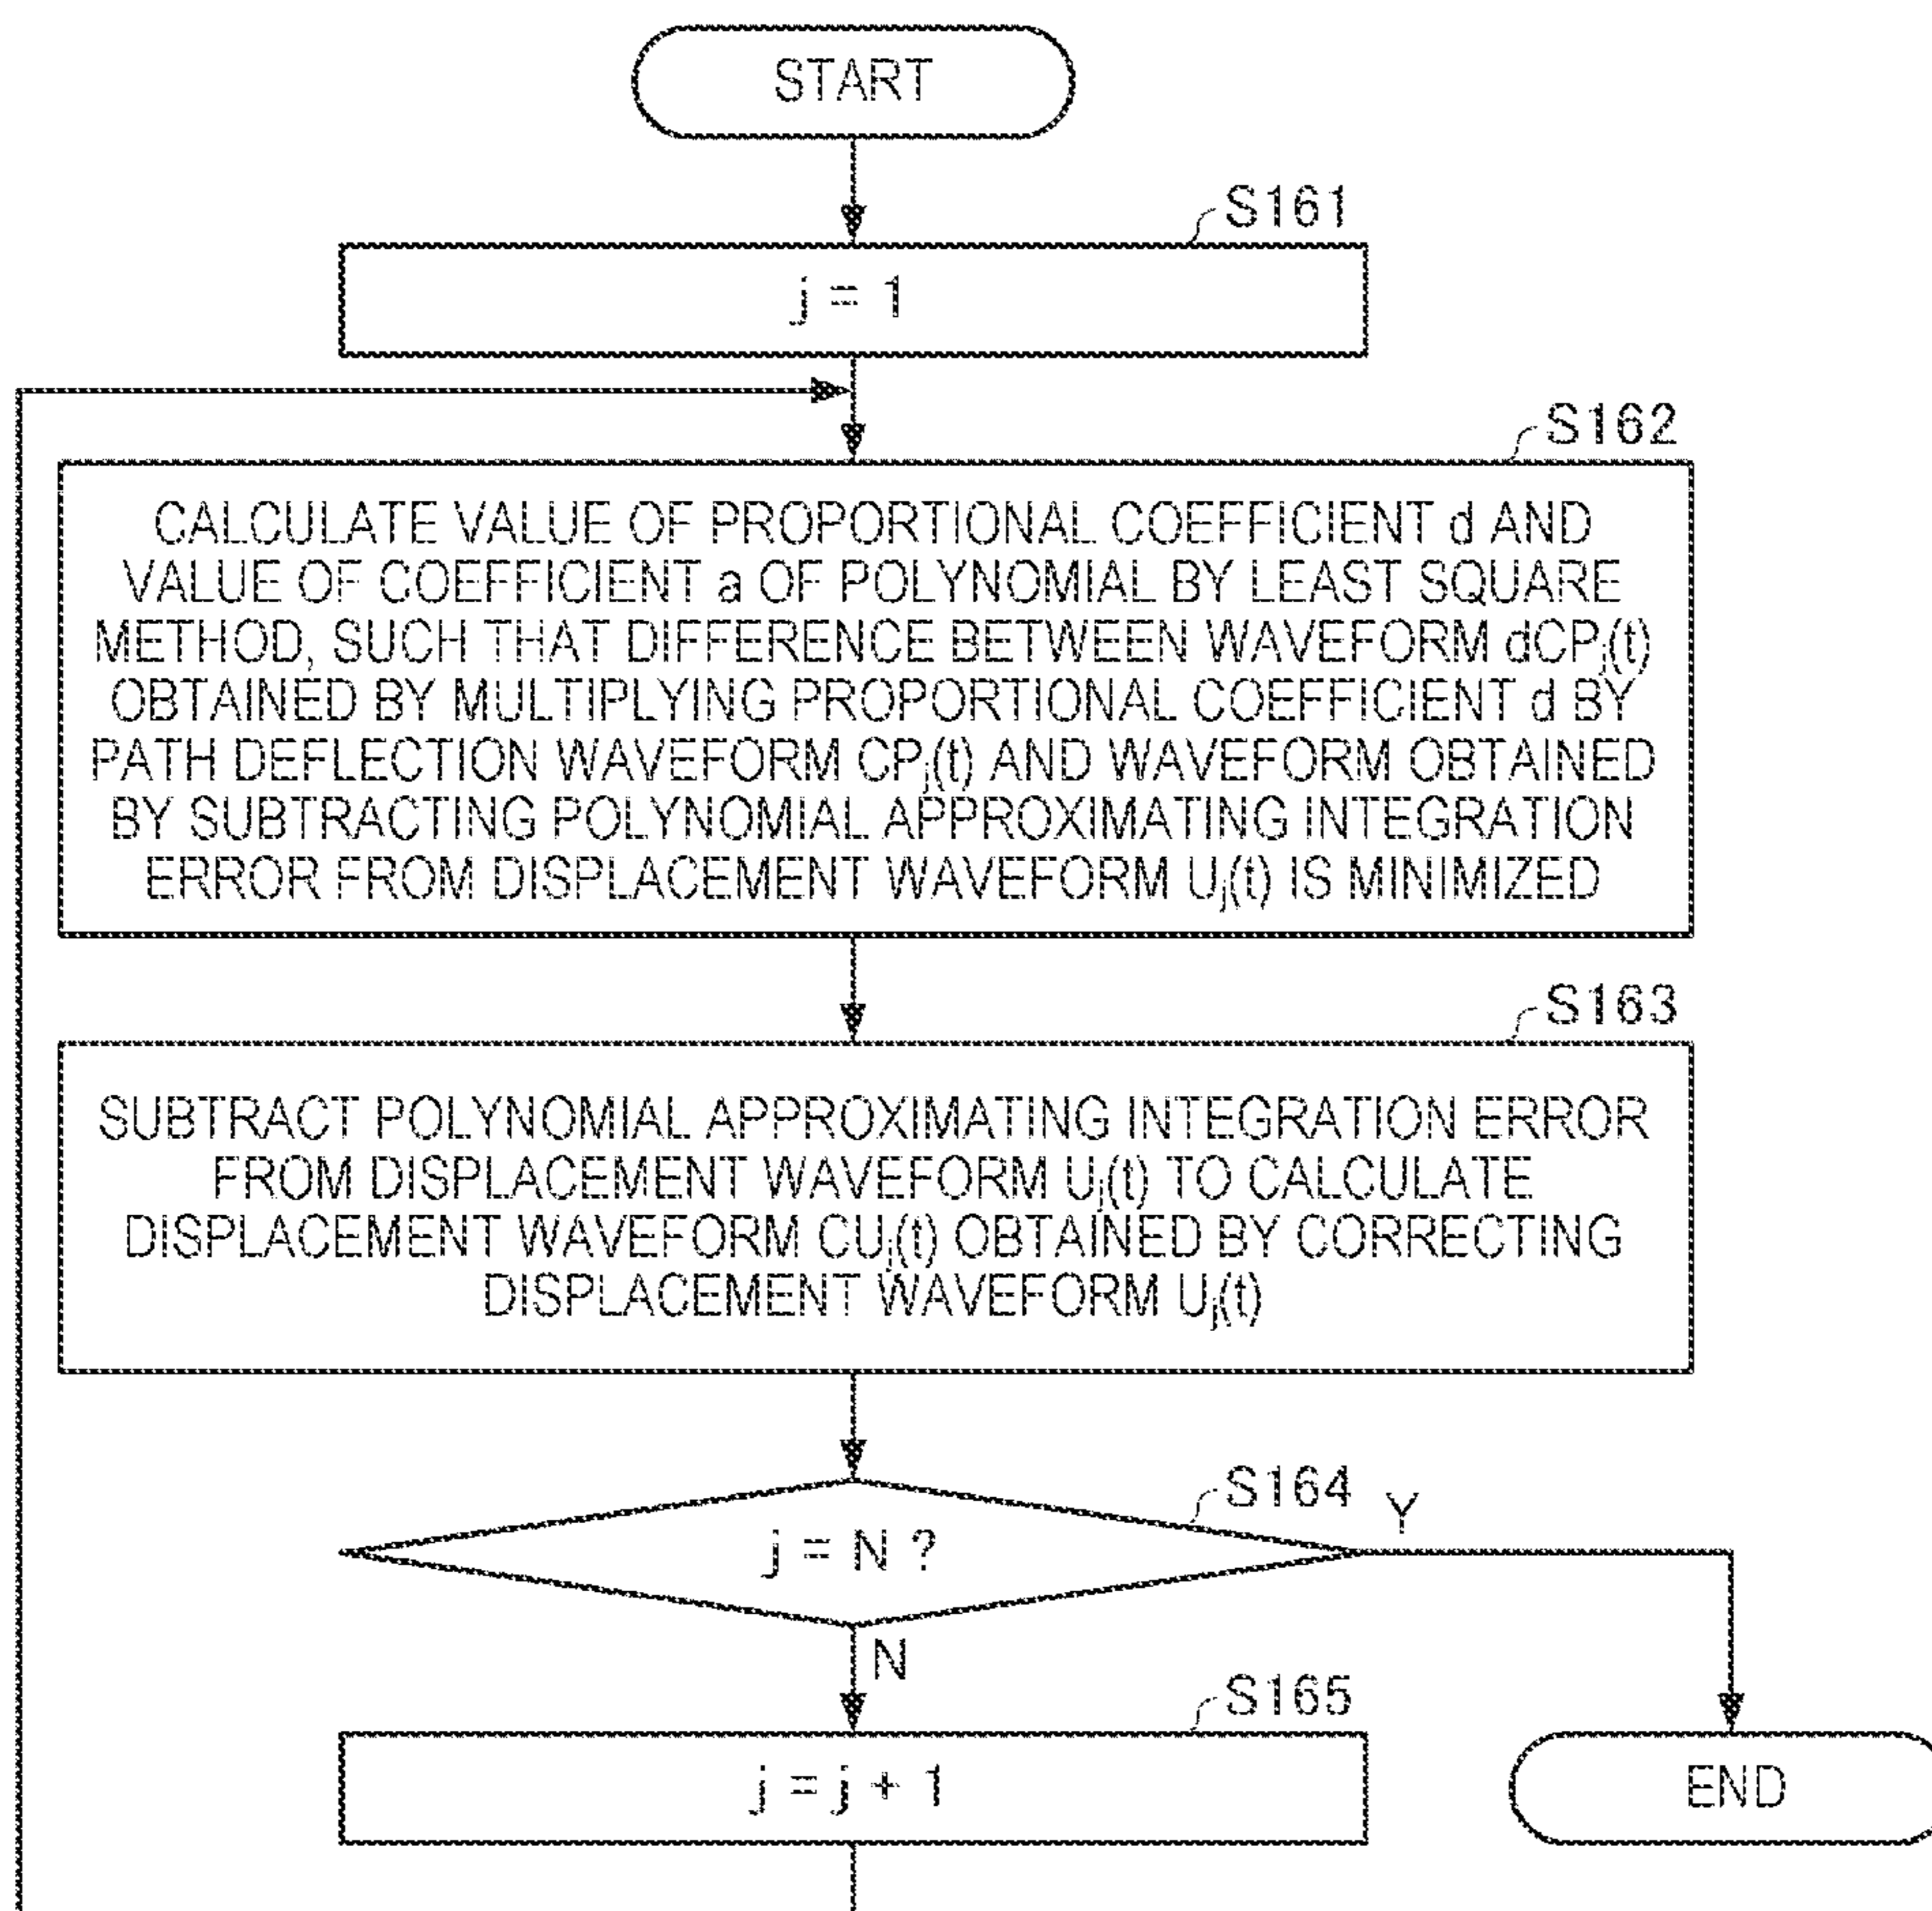 START
S161
j = 1
S162
CALCULATE VALUE OF PROPORTIONAL COEFFICIENT d AND
VALUE OF COEFFICIENT a OF POLYNOMIAL BY LEAST SQUARE
METHOD, SUCH THAT DIFFERENCE BETWEEN WAVEFORM dCPj(t)
OBTAINED BY MULTIPLYING PROPORTIONAL COEFFICIENT d BY
PATH DEFLECTION WAVEFORM CPj(t) AND WAVEFORM OBTAINED
BY SUBTRACTING POLYNOMIAL APPROXIMATING INTEGRATION
ERROR FROM DISPLACEMENT WAVEFORM Uj(t) IS MINIMIZED
S163
SUBTRACT POLYNOMIAL APPROXIMATING INTEGRATION ERROR
FROM DISPLACEMENT WAVEFORM Uj(t) TO CALCULATE
DISPLACEMENT WAVEFORM CUj(t) OBTAINED BY CORRECTING
DISPLACEMENT WAVEFORM Uj(t)
S164
Y
j = N ?
N
S165
j = j + 1
END